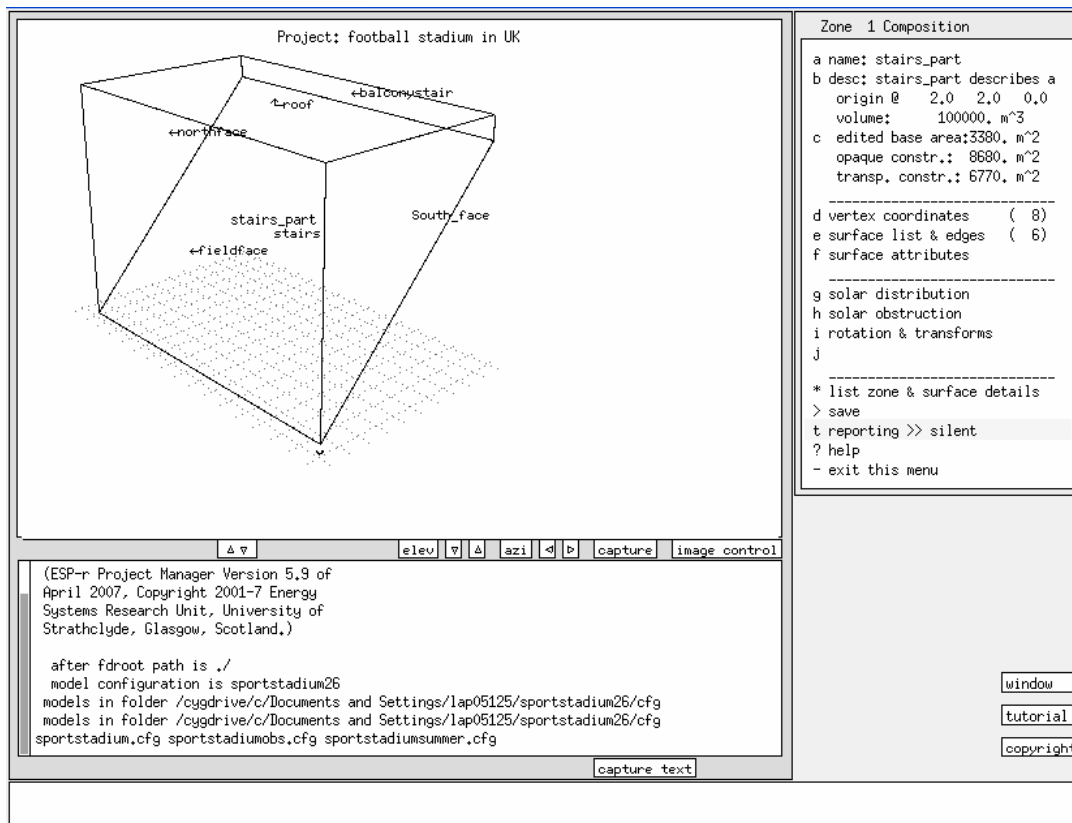 Project: football stadium in UK
←balconystair
roof
←northface
South_face
stairs_part
stairs
←fieldface
elev
azi
capture
image control
(ESP-r Project Manager Version 5.9 of
April 2007, Copyright 2001-7 Energy
Systems Research Unit, University of
Strathclyde, Glasgow, Scotland.)
after fdroot path is ./
model configuration is sportstadium26
models in folder /cygdrive/c/Documents and Settings/lap05125/sportstadium26/cfg
models in folder /cygdrive/c/Documents and Settings/lap05125/sportstadium26/cfg
sportstadium.cfg sportstadiumobs.cfg sportstadiumsummer.cfg
capture text
Zone 1 Composition
a name: stairs_part
b desc: stairs_part describes a
origin @ 2.0 2.0 0.0
volume: 100000. m^3
c edited base area:3380. m^2
opaque constr.: 8680. m^2
transp. constr.: 6770. m^2
d vertex coordinates ( 8)
e surface list & edges ( 6)
f surface attributes
g solar distribution
h solar obstruction
i rotation & transforms
j
* list zone & surface details
> save
t reporting >> silent
? help
- exit this menu
window
tutorial
copyright